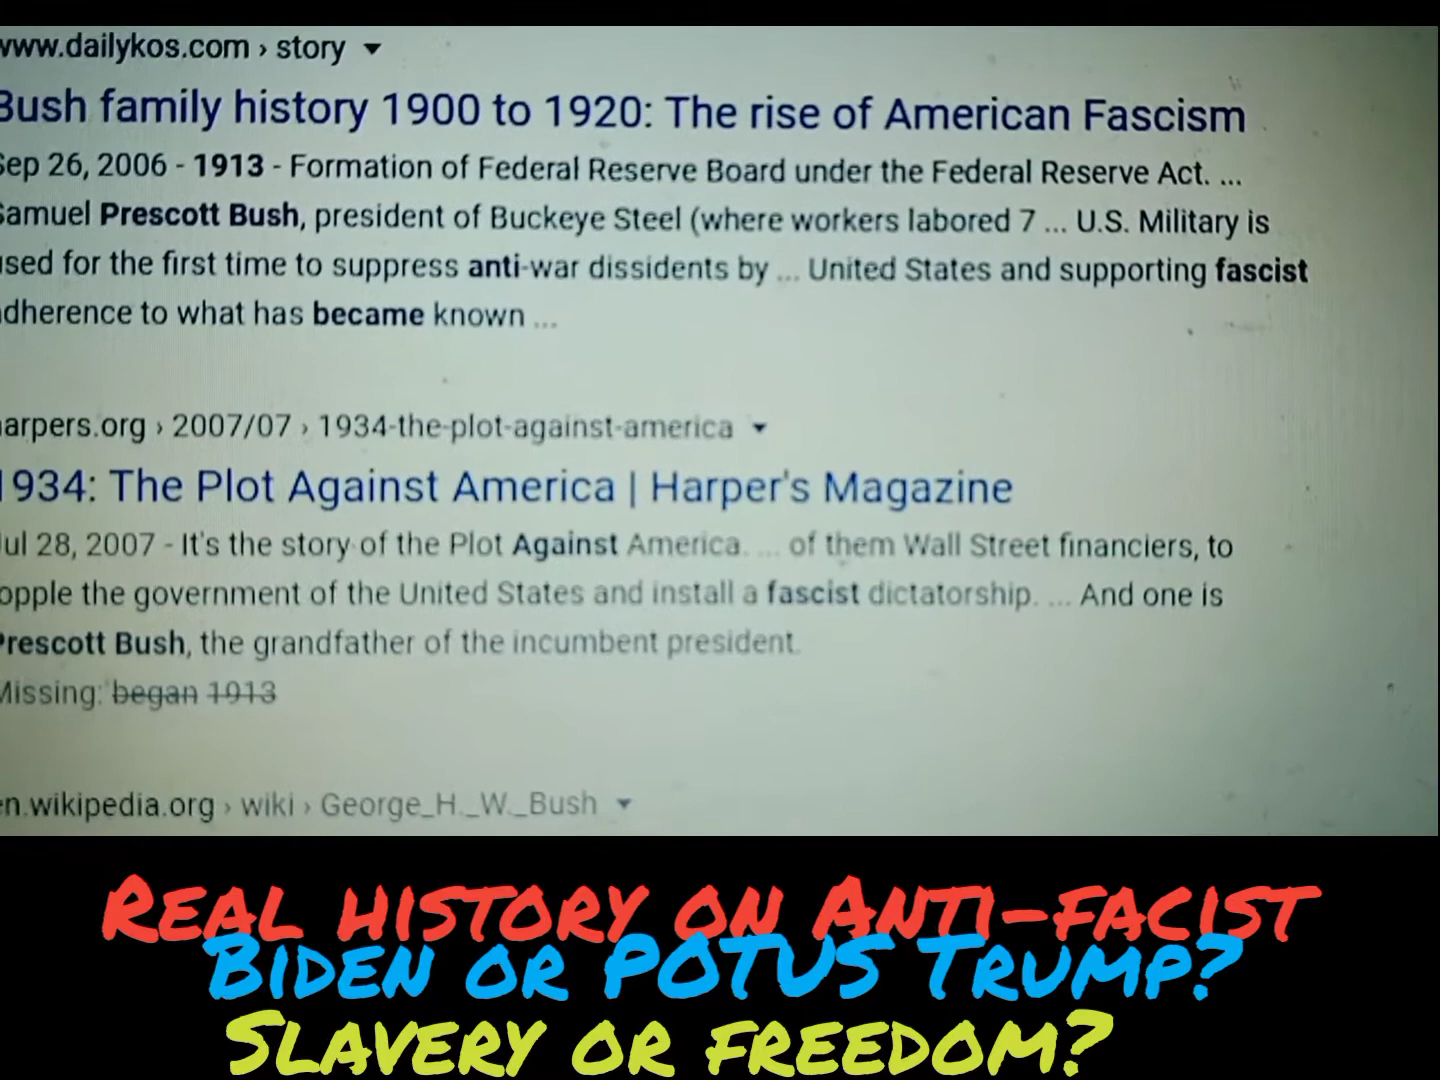 www.dailykos.com › story
Bush family history 1900 to 1920: The rise of American Fascism
Sep 26, 2006 - 1913 - Formation of Federal Reserve Board under the Federal Reserve Act. ...
Samuel Prescott Bush, president of Buckeye Steel (where workers labored 7 ... U.S. Military is
used for the first time to suppress anti-war dissidents by ... United States and supporting fascist
adherence to what has became known ...
harpers.org › 2007/07 › 1934-the-plot-against-america
1934: The Plot Against America | Harper's Magazine
Jul 28, 2007 - It's the story of the Plot Against America. ... of them Wall Street financiers, to
topple the government of the United States and install a fascist dictatorship. ... And one is
Prescott Bush, the grandfather of the incumbent president.
Missing: began 1913
en.wikipedia.org › wiki › George_H._W._Bush
Real history on Anti-facist
Biden or POTUS Trump?
Slavery or freedom?